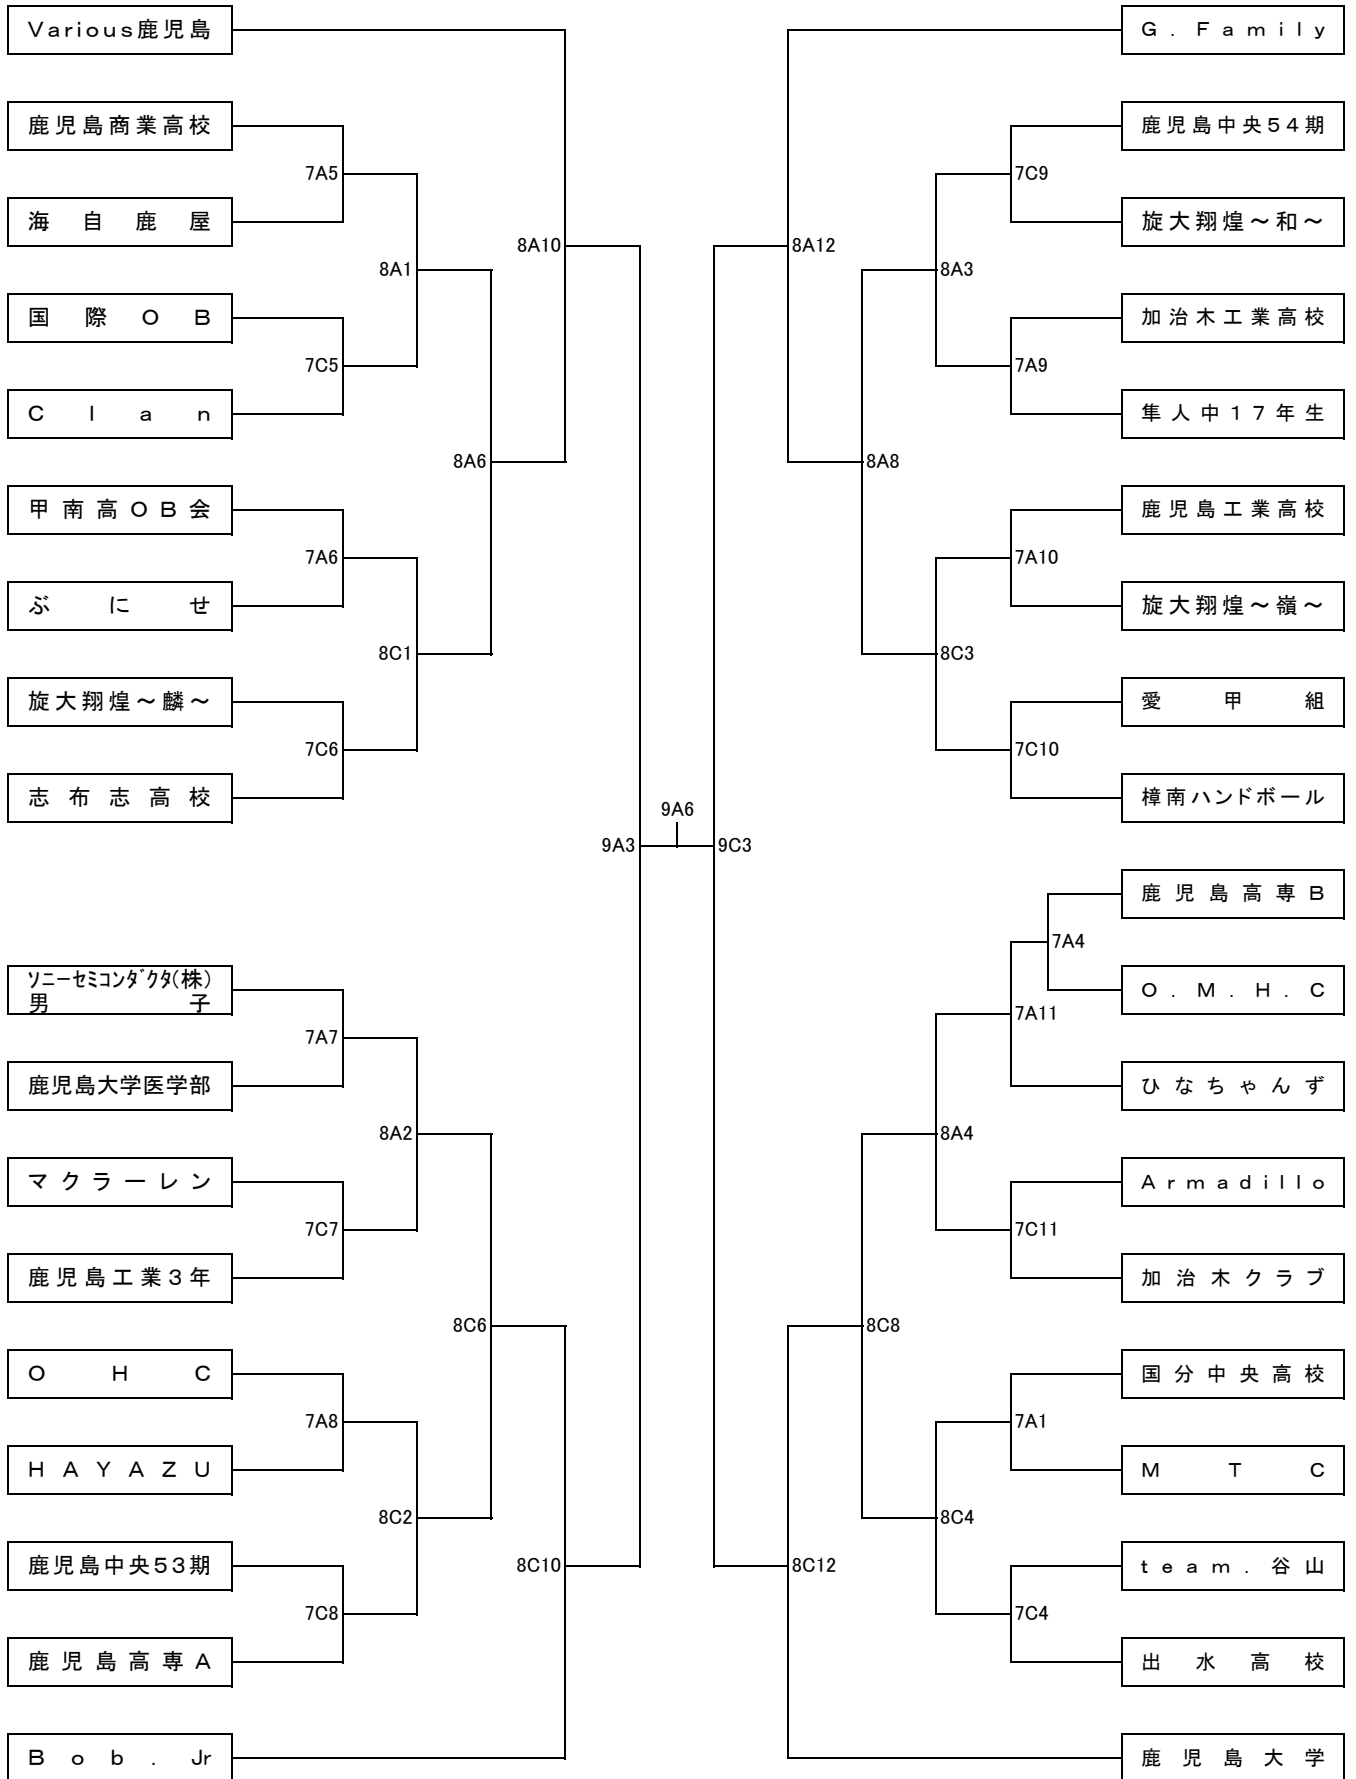 Various鹿児島
鹿児島商業高校
海自鹿屋
国際ＯＢ
Ｃｌａｎ
甲南高ＯＢ会
ぶにせ
旋大翔煌～麟～
志布志高校
ソニーセミコンダクタ(株)
男子
鹿児島大学医学部
マクラーレン
鹿児島工業３年
ＯＨＣ
ＨＡＹＡＺＵ
鹿児島中央53期
鹿児島高専Ａ
Ｂｏｂ．Jr
7A5
7C5
7A6
7C6
7A7
7C7
7A8
7C8
8A1
8C1
8A2
8C2
8A6
8C6
8A10
8C10
9A3
9A6
9C3
8A12
8C12
8A8
8C8
8A3
8C3
8A4
8C4
7C9
7A9
7A10
7C10
7A4
7A11
7C11
7A1
7C4
Ｇ．Ｆａｍｉｌｙ
鹿児島中央５４期
旋大翔煌～和～
加治木工業高校
隼人中１７年生
鹿児島工業高校
旋大翔煌～嶺～
愛甲組
樟南ハンドボール
鹿児島高専Ｂ
Ｏ．Ｍ．Ｈ．Ｃ
ひなちゃんず
Ａｒｍａｄｉｌｌｏ
加治木クラブ
国分中央高校
ＭＴＣ
ｔｅａｍ．谷山
出水高校
鹿児島大学